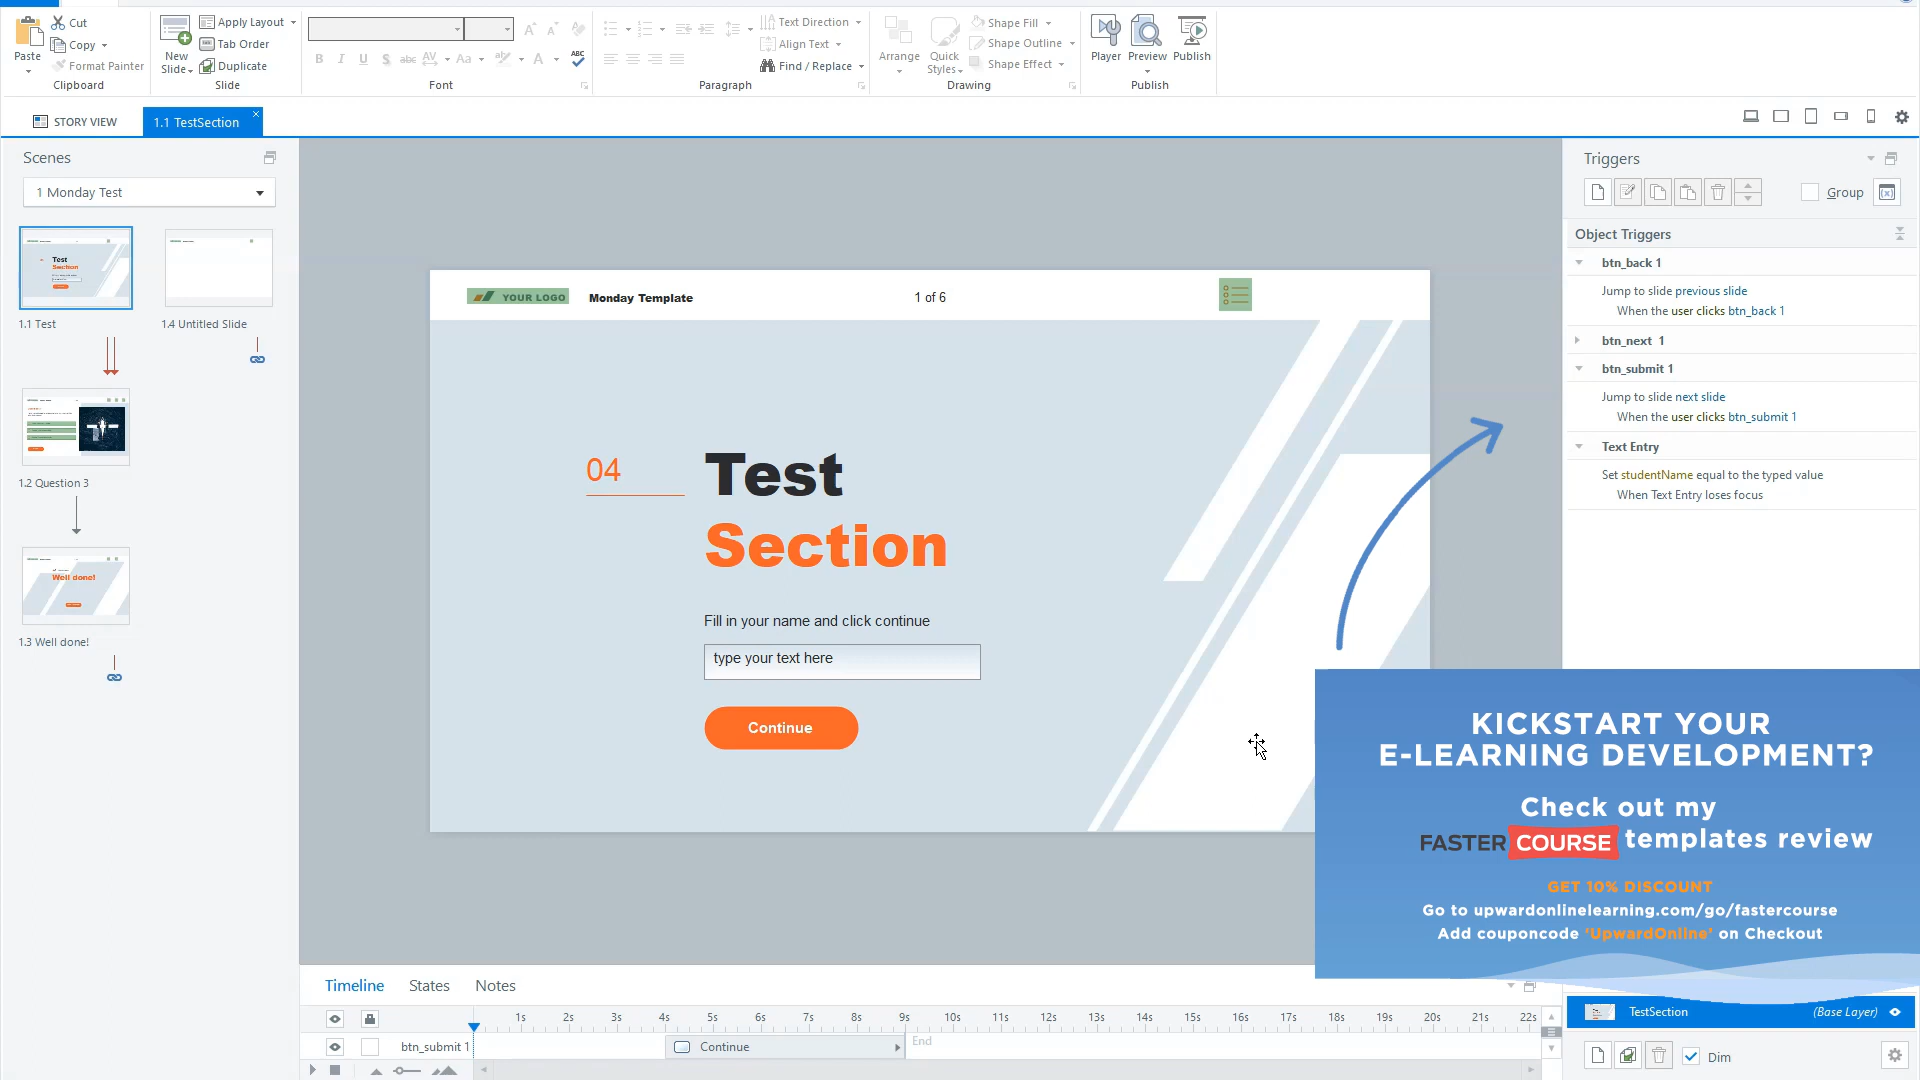 Paste
Cut
Copy
Format Painter
Clipboard
New
Slide
Apply Layout
Tab Order
Duplicate
Slide
B I U S abc AV Aa A
ABC
Font
Text Direction
Align Text
Find / Replace
Paragraph
Arrange
Quick
Styles
Shape Fill
Shape Outline
Shape Effect
Drawing
Player
Preview
Publish
Publish
STORY VIEW
1.1 TestSection
Scenes
1 Monday Test
Test
Section
1.1 Test
1.4 Untitled Slide
1.2 Question 3
Well done!
1.3 Well done!
YOUR LOGO
Monday Template
1 of 6
04
Test
Section
Fill in your name and click continue
type your text here
Continue
Triggers
Group
(x)
Object Triggers
btn_back 1
Jump to slide previous slide
When the user clicks btn_back 1
btn_next 1
btn_submit 1
Jump to slide next slide
When the user clicks btn_submit 1
Text Entry
Set studentName equal to the typed value
When Text Entry loses focus
KICKSTART YOUR
E-LEARNING DEVELOPMENT?
Check out my
FASTER COURSE templates review
GET 10% DISCOUNT
Go to upwardonlinelearning.com/go/fastercourse
Add couponcode 'UpwardOnline' on Checkout
Timeline States Notes
1s 2s 3s 4s 5s 6s 7s 8s 9s 10s 11s 12s 13s 14s 15s 16s 17s 18s 19s 20s 21s 22s
btn_submit 1
Continue
End
TestSection (Base Layer)
Dim